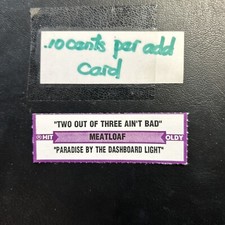 .10 cents per add
Card
"TWO OUT OF THREE AIN'T BAD"
HIT MEATLOAF OLDY
"PARADISE BY THE DASHBOARD LIGHT"